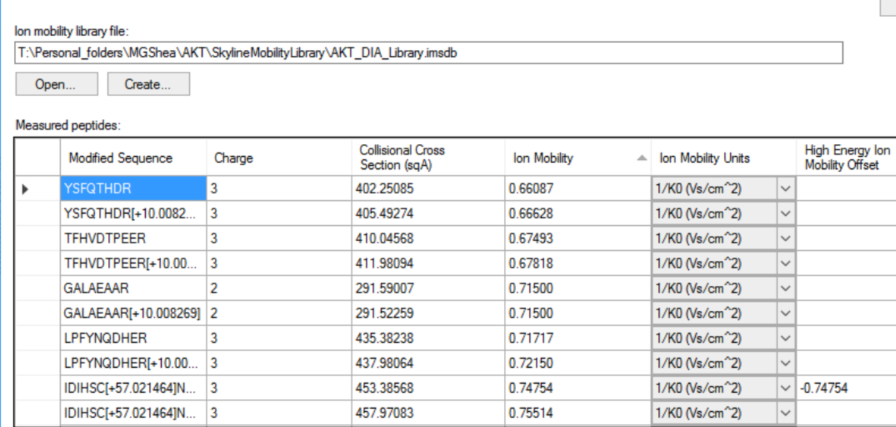 Ion mobility library file:
T:\Personal_folders\MGShea\AKT\SkylineMobilityLibrary\AKT_DIA_Library.imsdb
Open... Create...
Measured peptides:
Modified Sequence Charge Collisional Cross Section (sqA) Ion Mobility Ion Mobility Units High Energy Ion Mobility Offset
YSFQTHDR 3 402.25085 0.66087 1/K0 (Vs/cm^2)
YSFQTHDR[+10.0082... 3 405.49274 0.66628 1/K0 (Vs/cm^2)
TFHVDTPEER 3 410.04568 0.67493 1/K0 (Vs/cm^2)
TFHVDTPEER[+10.00... 3 411.98094 0.67818 1/K0 (Vs/cm^2)
GALAEAAR 2 291.59007 0.71500 1/K0 (Vs/cm^2)
GALAEAAR[+10.008269] 2 291.52259 0.71500 1/K0 (Vs/cm^2)
LPFYNQDHER 3 435.38238 0.71717 1/K0 (Vs/cm^2)
LPFYNQDHER[+10.00... 3 437.98064 0.72150 1/K0 (Vs/cm^2)
IDIHSC[+57.021464]N... 3 453.38568 0.74754 1/K0 (Vs/cm^2) -0.74754
IDIHSC[+57.021464]N... 3 457.97083 0.75514 1/K0 (Vs/cm^2)